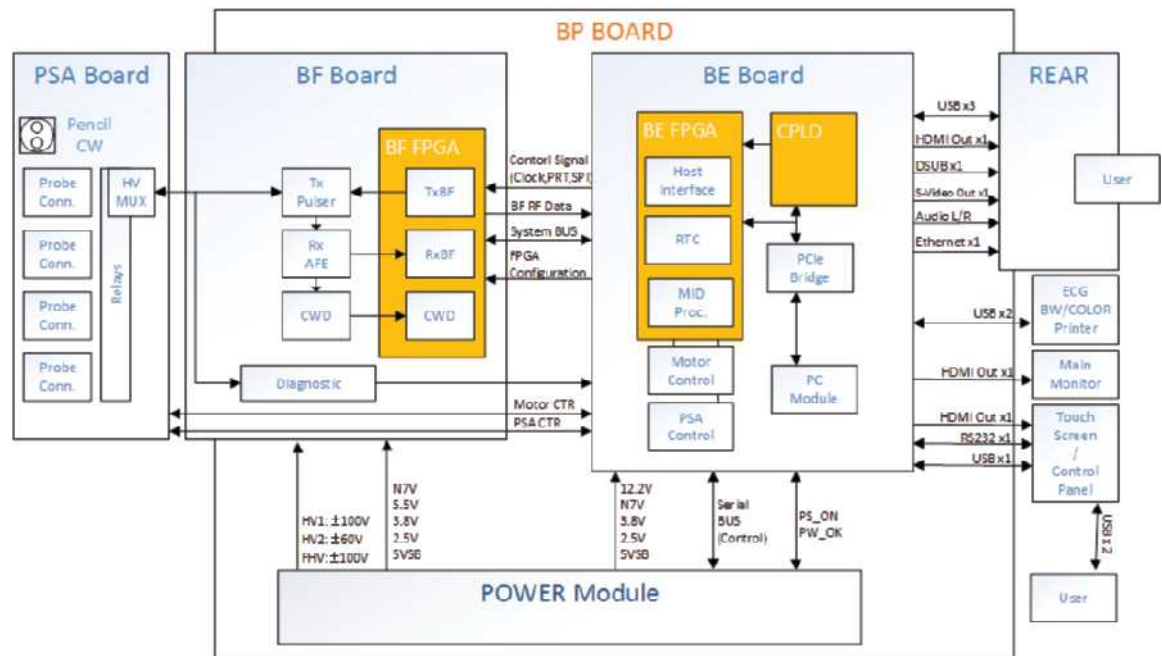 BP BOARD
PSA Board
Pencil
CW
Probe
Conn.
Probe
Conn.
Probe
Conn.
Probe
Conn.
HV
MUX
Relays
BF Board
BF FPGA
Tx
Pulser
TxBF
Rx
AFE
RxBF
CWD
CWD
Diagnostic
Contorl Signal
(Clock,PRT,SPI)
BF RF Data
System BUS
FPGA
Configuration
Motor CTR
PSA CTR
BE Board
BE FPGA
CPLD
Host
Interface
RTC
MID
Proc.
PCIe
Bridge
Motor
Control
PC
Module
PSA
Control
REAR
USB x3
HDMI Out x1
DSUB x1
S-Video Out x1
Audio L/R
Ethernet x1
User
USB x2
ECG
BW/COLOR
Printer
HDMI Out x1
Main
Monitor
HDMI Out x1
RS232 x1
USB x1
Touch
Screen
/
Control
Panel
USB x 2
User
HV1: ±100V
HV2: ±60V
FHV: ±100V
N7V
5.5V
3.8V
2.5V
5VSB
12.2V
N7V
3.8V
2.5V
5VSB
Serial
BUS
(Control)
PS_ON
PW_OK
POWER Module